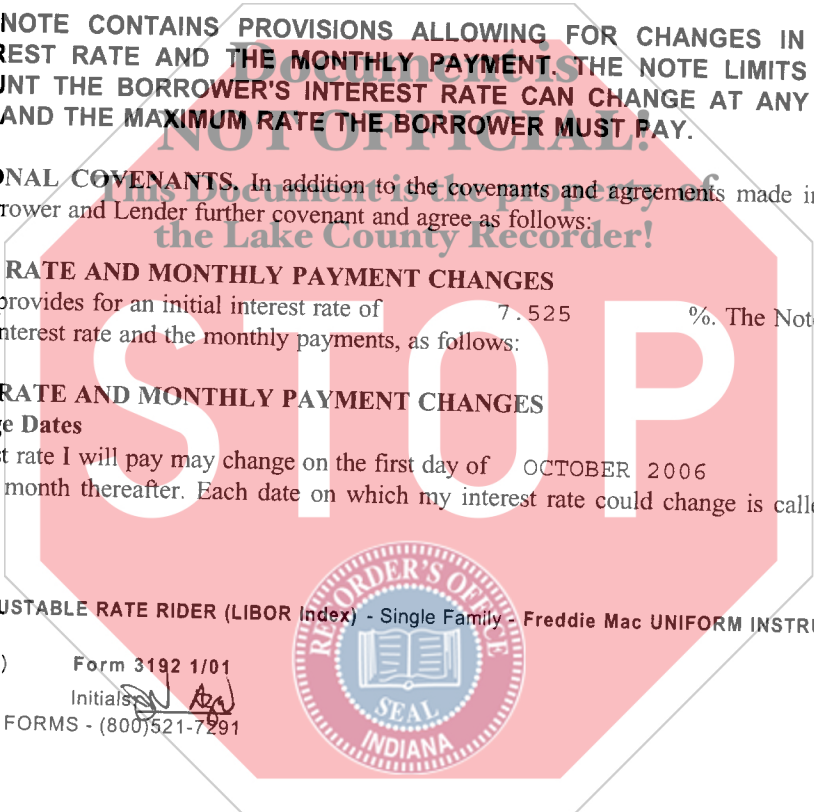 NOTE CONTAINS PROVISIONS ALLOWING FOR CHANGES IN
REST RATE AND THE MONTHLY PAYMENT. THE NOTE LIMITS
UNT THE BORROWER'S INTEREST RATE CAN CHANGE AT ANY
AND THE MAXIMUM RATE THE BORROWER MUST PAY.
Document is
NOT OFFICIAL!
This Document is the property of
the Lake County Recorder!
ONAL COVENANTS. In addition to the covenants and agreements made in
rower and Lender further covenant and agree as follows:
RATE AND MONTHLY PAYMENT CHANGES
provides for an initial interest rate of 7.525 %. The Note
nterest rate and the monthly payments, as follows:
STOP
RATE AND MONTHLY PAYMENT CHANGES
ge Dates
st rate I will pay may change on the first day of OCTOBER 2006
month thereafter. Each date on which my interest rate could change is calle
RECORDER'S OFFICE
SEAL
INDIANA
USTABLE RATE RIDER (LIBOR Index) - Single Family - Freddie Mac UNIFORM INSTRU
) Form 3192 1/01
Initials
FORMS - (800)521-7291